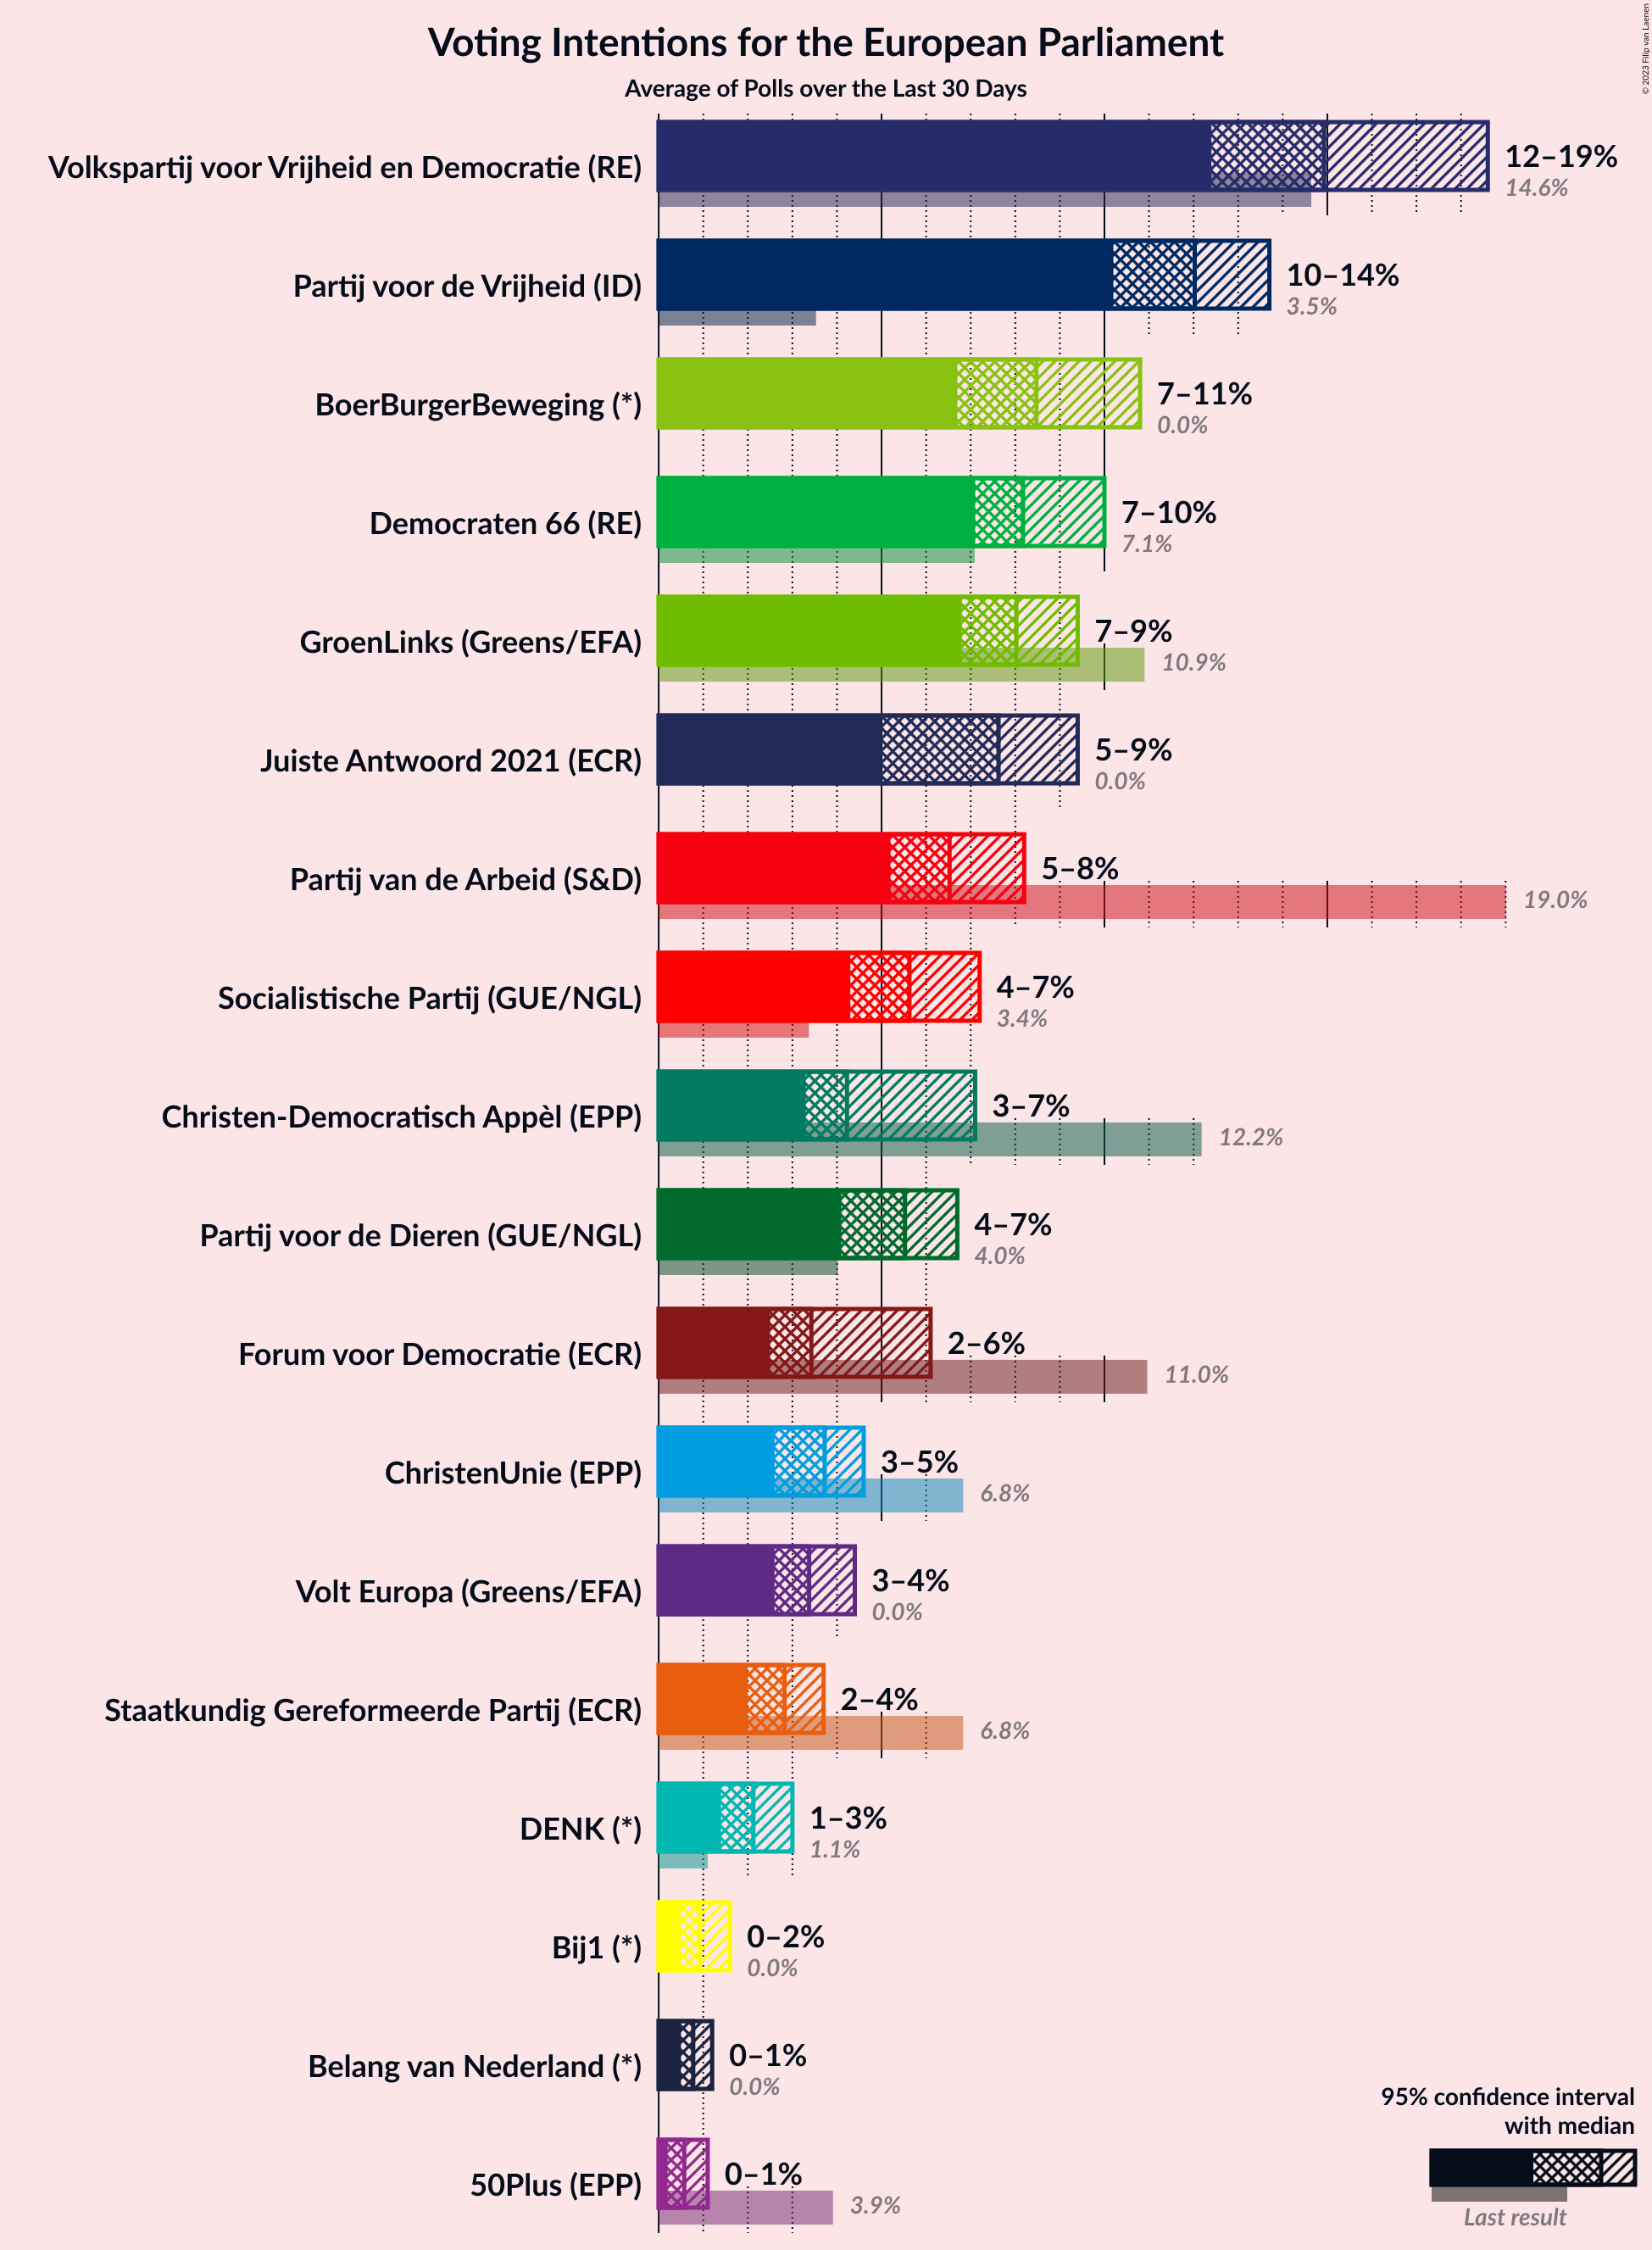 Voting Intentions for the European Parliament
Average of Polls over the Last 30 Days
© 2023 Filip van Laenen
Volkspartij voor Vrijheid en Democratie (RE)
12–19%
14.6%
Partij voor de Vrijheid (ID)
10–14%
3.5%
BoerBurgerBeweging (*)
7–11%
0.0%
Democraten 66 (RE)
7–10%
7.1%
GroenLinks (Greens/EFA)
7–9%
10.9%
Juiste Antwoord 2021 (ECR)
5–9%
0.0%
Partij van de Arbeid (S&D)
5–8%
19.0%
Socialistische Partij (GUE/NGL)
4–7%
3.4%
Christen-Democratisch Appèl (EPP)
3–7%
12.2%
Partij voor de Dieren (GUE/NGL)
4–7%
4.0%
Forum voor Democratie (ECR)
2–6%
11.0%
ChristenUnie (EPP)
3–5%
6.8%
Volt Europa (Greens/EFA)
3–4%
0.0%
Staatkundig Gereformeerde Partij (ECR)
2–4%
6.8%
DENK (*)
1–3%
1.1%
Bij1 (*)
0–2%
0.0%
Belang van Nederland (*)
0–1%
0.0%
50Plus (EPP)
0–1%
3.9%
95% confidence interval
with median
Last result